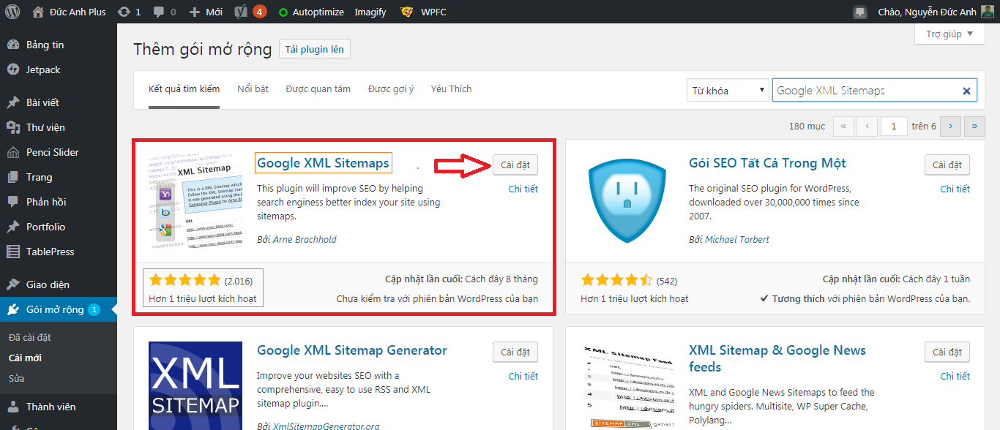 Đức Anh Plus
1
0
Mới
4
Autoptimize
Imagify
WPFC
Chào, Nguyễn Đức Anh
Bảng tin
Jetpack
Bài viết
Thư viện
Penci Slider
Trang
Phản hồi
Portfolio
TablePress
Giao diện
Gói mở rộng 1
Đã cài đặt
Cài mới
Sửa
Thành viên
Trợ giúp
Thêm gói mở rộng
Tải plugin lên
Kết quả tìm kiếm
Nổi bật
Được quan tâm
Được gợi ý
Yêu Thích
Từ khóa
Google XML Sitemaps
180 mục « ‹ 1 trên 6 › »
XML Sitemap
URL
Google XML Sitemaps
Cài đặt
Chi tiết
This plugin will improve SEO by helping
search enginess better index your site using
sitemaps.
Bởi Arne Brachhold
(2.016)
Hơn 1 triệu lượt kích hoạt
Cập nhật lần cuối: Cách đây 8 tháng
Chưa kiểm tra với phiên bản WordPress của bạn
Gói SEO Tất Cả Trong Một
Cài đặt
Chi tiết
The original SEO plugin for WordPress,
downloaded over 30,000,000 times since
2007.
Bởi Michael Torbert
(542)
Hơn 1 triệu lượt kích hoạt
Cập nhật lần cuối: Cách đây 1 tuần
Tương thích với phiên bản WordPress của bạn.
XML
SITEMAP
Google XML Sitemap Generator
Cài đặt
Chi tiết
Improve your websites SEO with a
comprehensive, easy to use RSS and XML
sitemap plugin....
Bởi XmlSitemapGenerator.org
XML Sitemap Feed
URL
SITEMAP XML
XML Sitemap & Google News
feeds
Cài đặt
Chi tiết
XML and Google News Sitemaps to feed the
hungry spiders. Multisite, WP Super Cache,
Polylang...